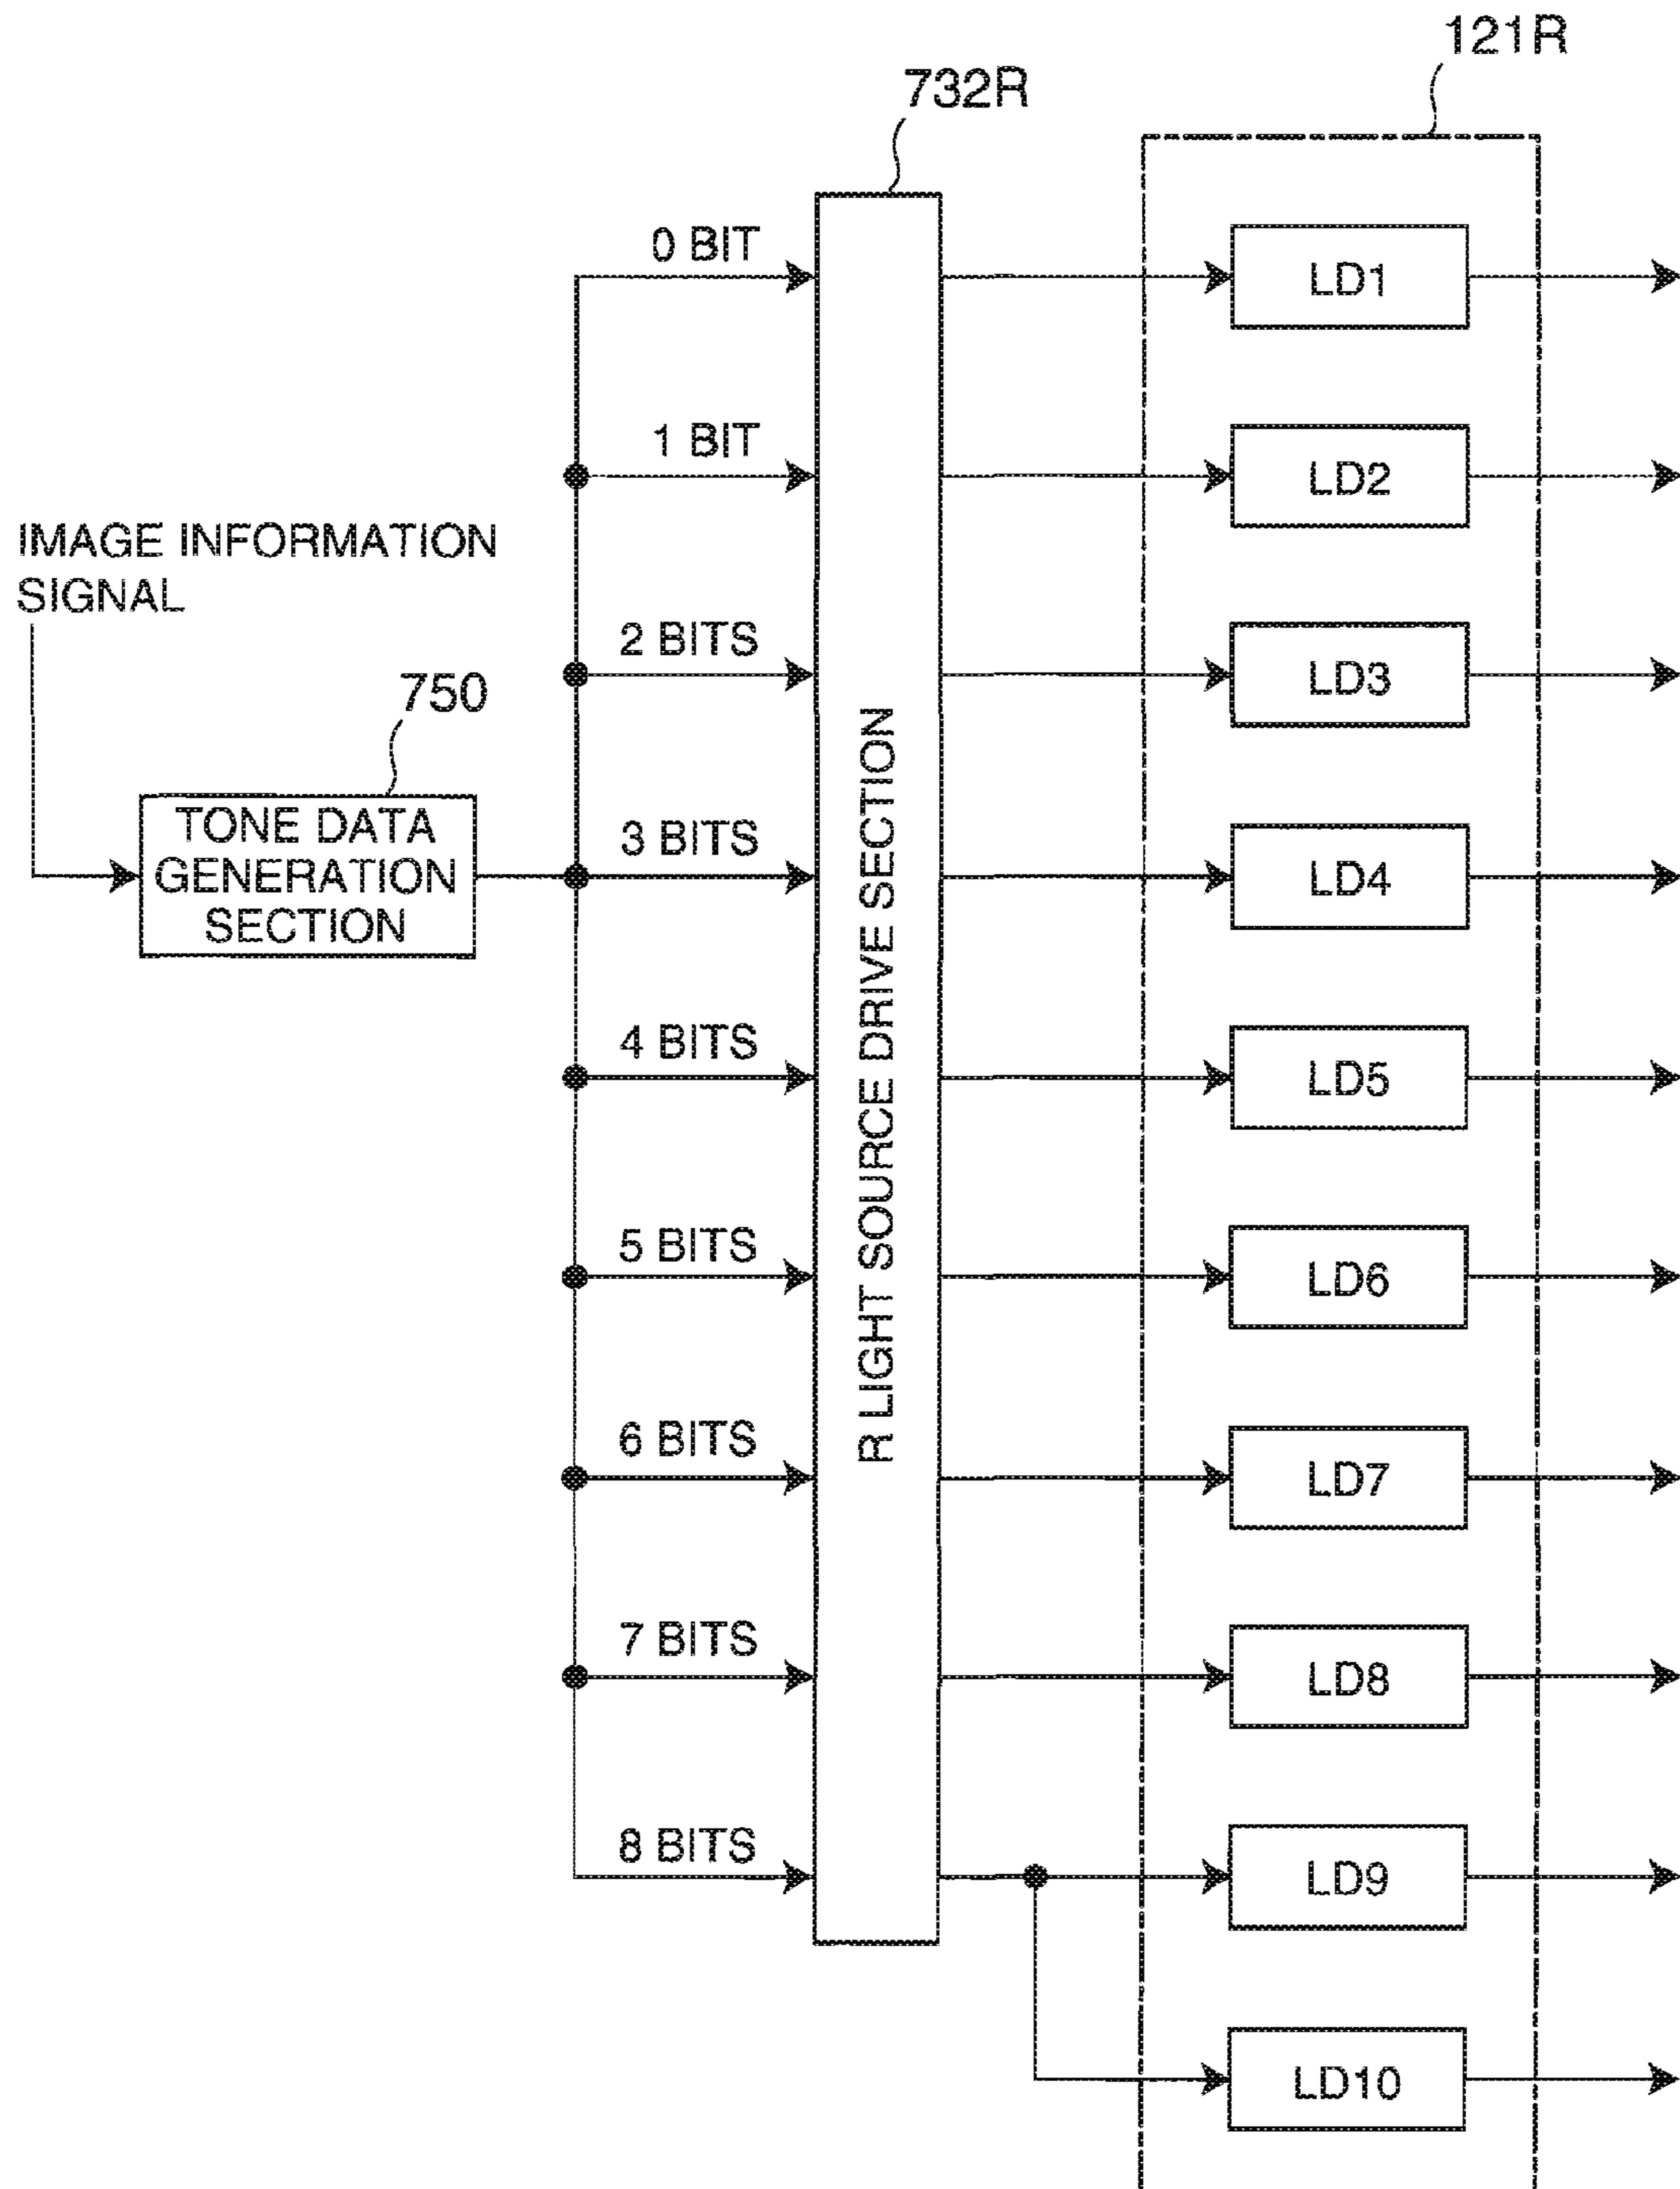 121R
732R
0 BIT
LD1
1 BIT
LD2
IMAGE INFORMATION
SIGNAL
2 BITS
LD3
750
TONE DATA
GENERATION
SECTION
3 BITS
R LIGHT SOURCE DRIVE SECTION
LD4
4 BITS
LD5
5 BITS
LD6
6 BITS
LD7
7 BITS
LD8
8 BITS
LD9
LD10